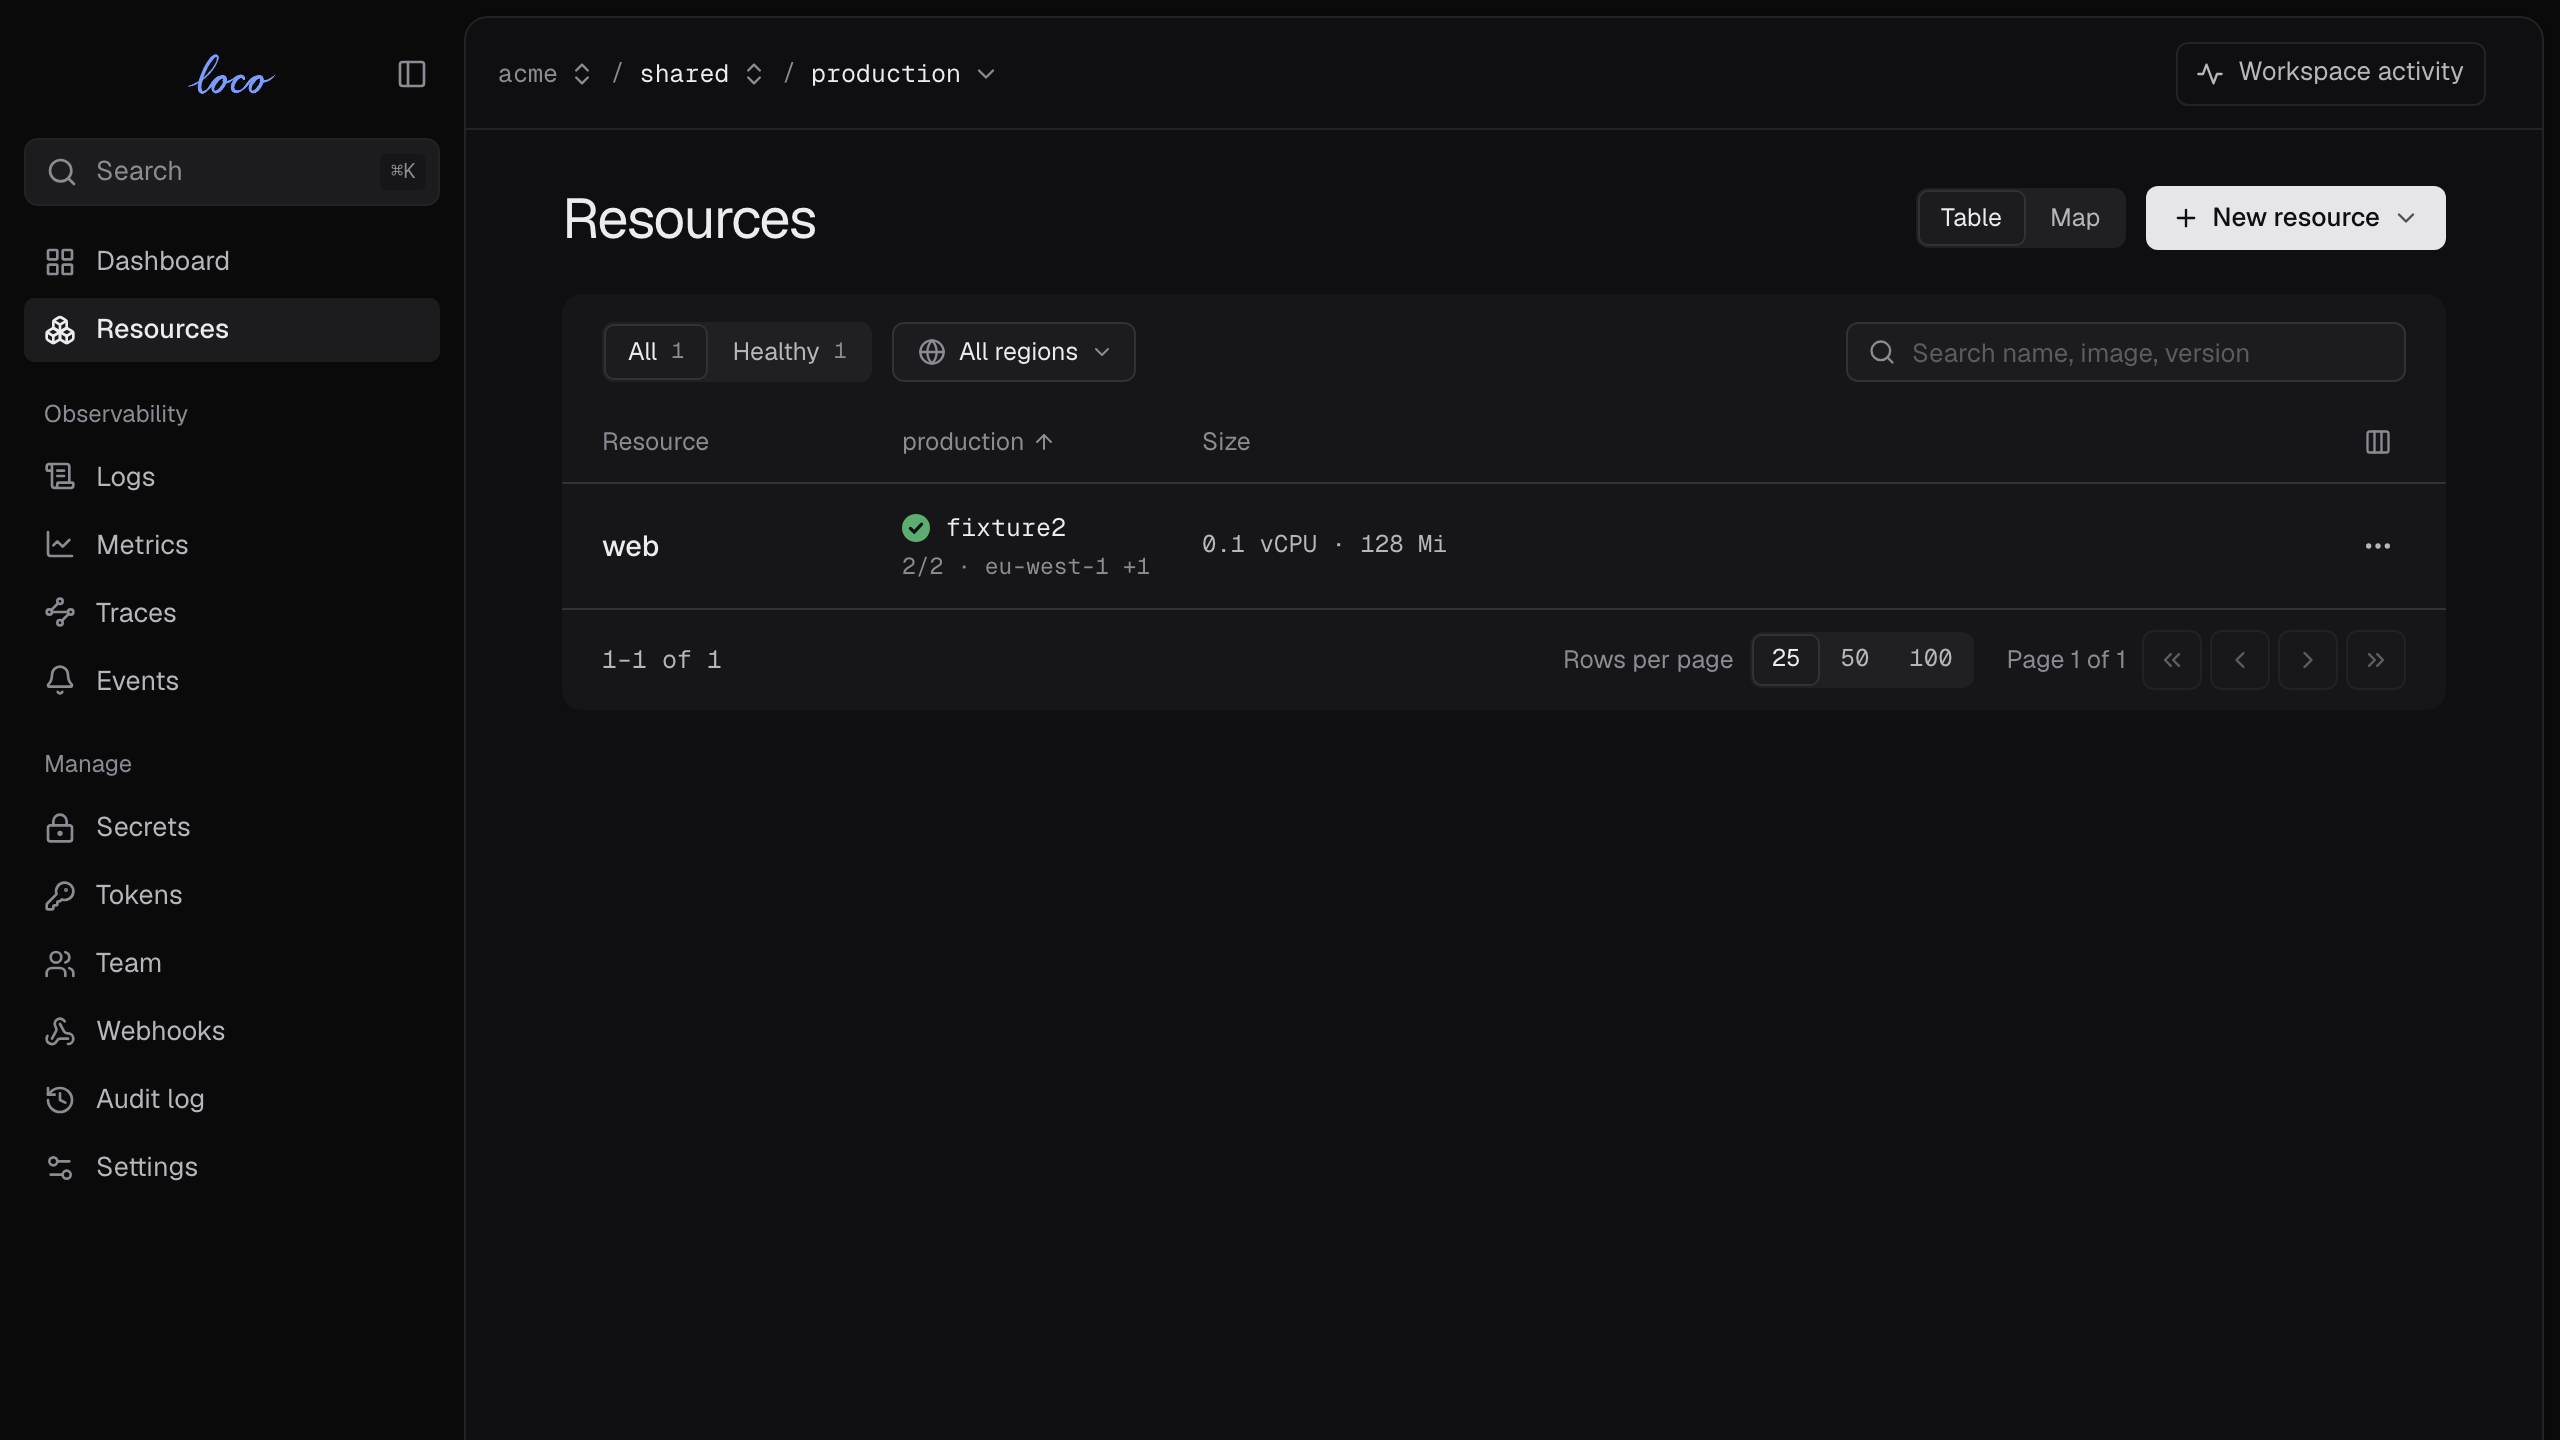 loco
acme / shared / production
Workspace activity
Search ⌘K
Dashboard
Resources
Observability
Logs
Metrics
Traces
Events
Manage
Secrets
Tokens
Team
Webhooks
Audit log
Settings
Resources
Table Map
New resource
All 1 Healthy 1 All regions
Search name, image, version
Resource production ↑ Size
web
fixture2
2/2 · eu-west-1 +1
0.1 vCPU · 128 Mi
1-1 of 1
Rows per page 25 50 100 Page 1 of 1